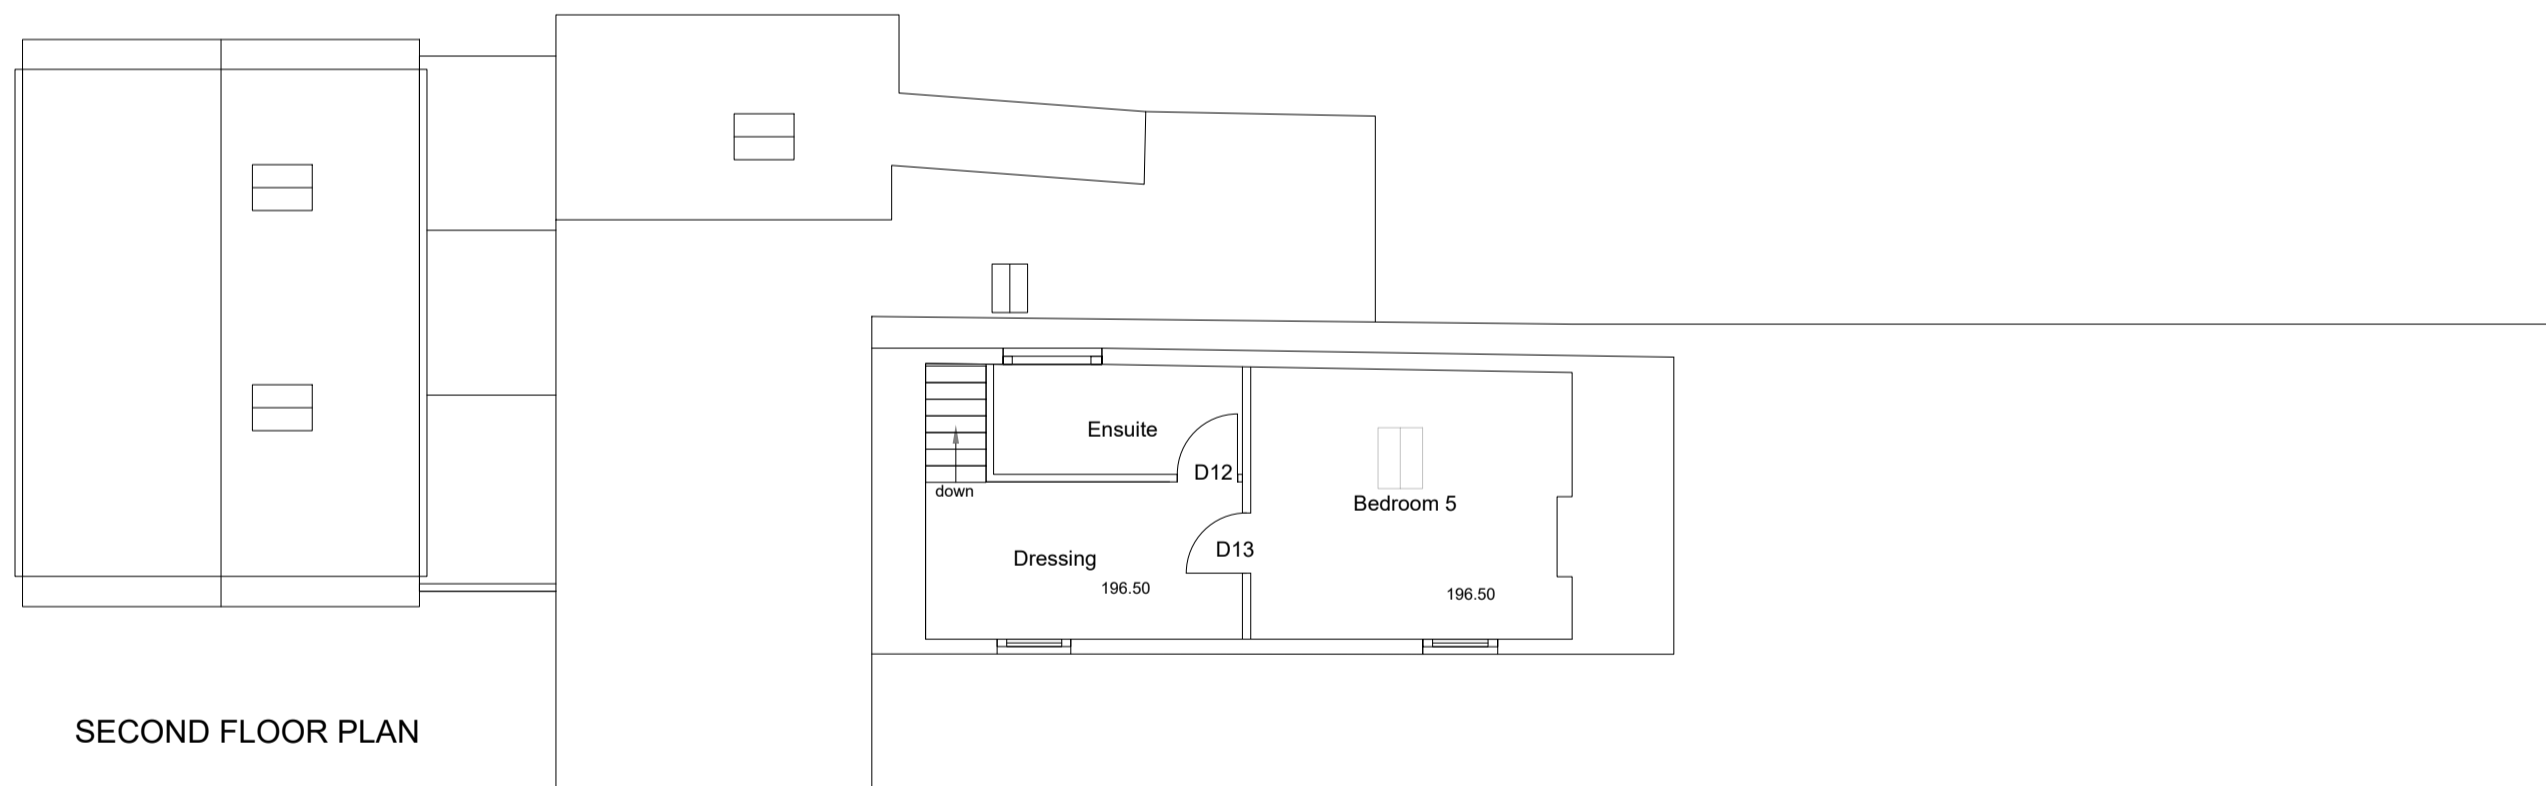 Ensuite
D12
down
Bedroom 5
D13
Dressing
196.50
196.50
SECOND FLOOR PLAN